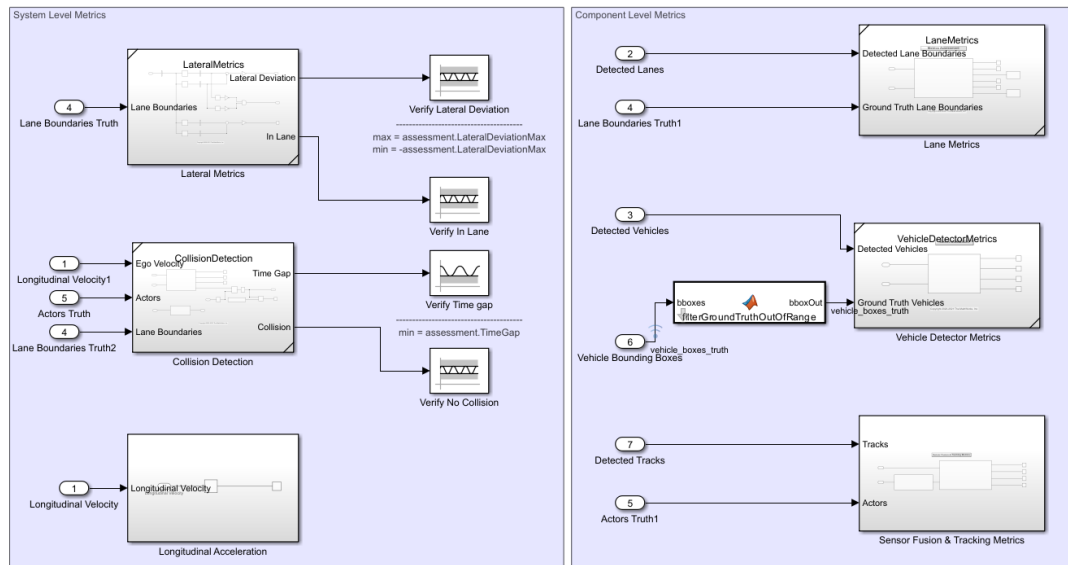 System Level Metrics
LateralMetrics
Lateral Deviation
4
Lane Boundaries
Lane Boundaries Truth
In Lane
Lateral Metrics
Verify Lateral Deviation
max = assessment.LateralDeviationMax
min = -assessment.LateralDeviationMax
Verify In Lane
CollisionDetection
1
Ego Velocity
Longitudinal Velocity1
Time Gap
5
Actors
Actors Truth
4
Lane Boundaries
Lane Boundaries Truth2
Collision
Collision Detection
Verify Time gap
min = assessment.TimeGap
Verify No Collision
1
Longitudinal Velocity
Longitudinal Velocity
Longitudinal Acceleration
Component Level Metrics
LaneMetrics
2
Detected Lane Boundaries
Detected Lanes
4
Ground Truth Lane Boundaries
Lane Boundaries Truth1
Lane Metrics
3
Detected Vehicles
VehicleDetectorMetrics
Detected Vehicles
bboxes
bboxOut
filterGroundTruthOutOfRange
Ground Truth Vehicles
vehicle_boxes_truth
Vehicle Detector Metrics
6
vehicle_boxes_truth
Vehicle Bounding Boxes
7
Tracks
Detected Tracks
5
Actors
Actors Truth1
Sensor Fusion & Tracking Metrics